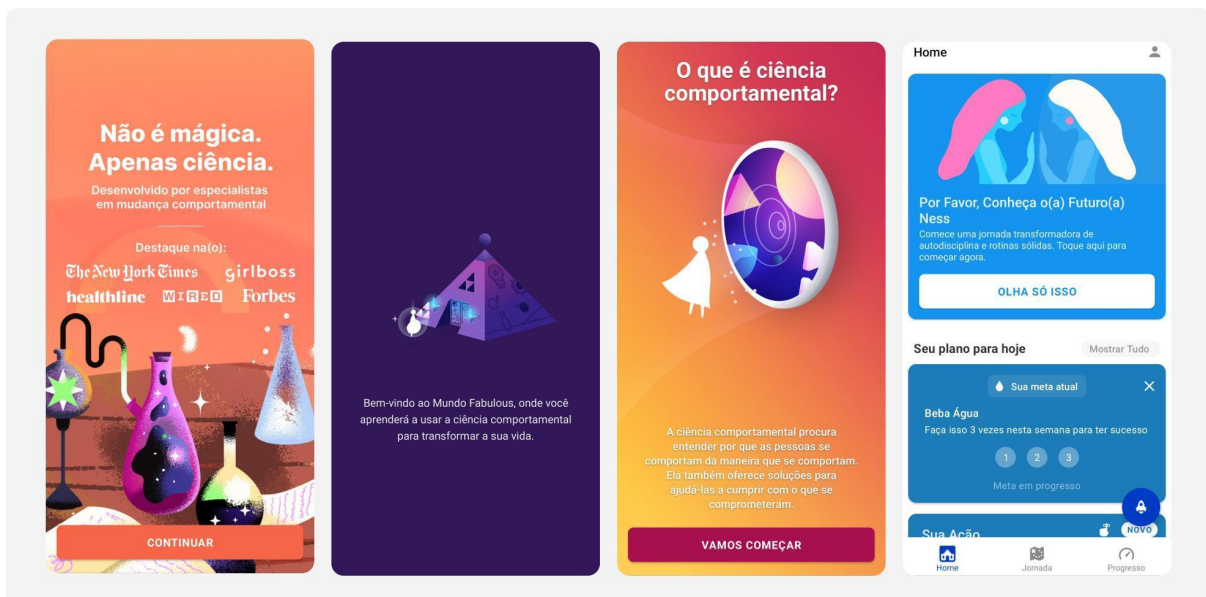 Não é mágica.
Apenas ciência.
Desenvolvido por especialistas
em mudança comportamental
Destaque na(o):
The New York Times girlboss
healthline WIRED Forbes
CONTINUAR
Bem-vindo ao Mundo Fabulous, onde você
aprenderá a usar a ciência comportamental
para transformar a sua vida.
O que é ciência
comportamental?
A ciência comportamental procura
entender por que as pessoas se
comportam da maneira que se comportam.
Ela também oferece soluções para
ajudá-las a cumprir com o que se
comprometeram.
VAMOS COMEÇAR
Home
Por Favor, Conheça o(a) Futuro(a)
Ness
Comece uma jornada transformadora de
autodisciplina e rotinas sólidas. Toque aqui para
começar agora.
OLHA SÓ ISSO
Seu plano para hoje Mostrar Tudo
Sua meta atual
Beba Água
Faça isso 3 vezes nesta semana para ter sucesso
1 2 3
Meta em progresso
Sua Ação NOVO
Home Jornada Progresso